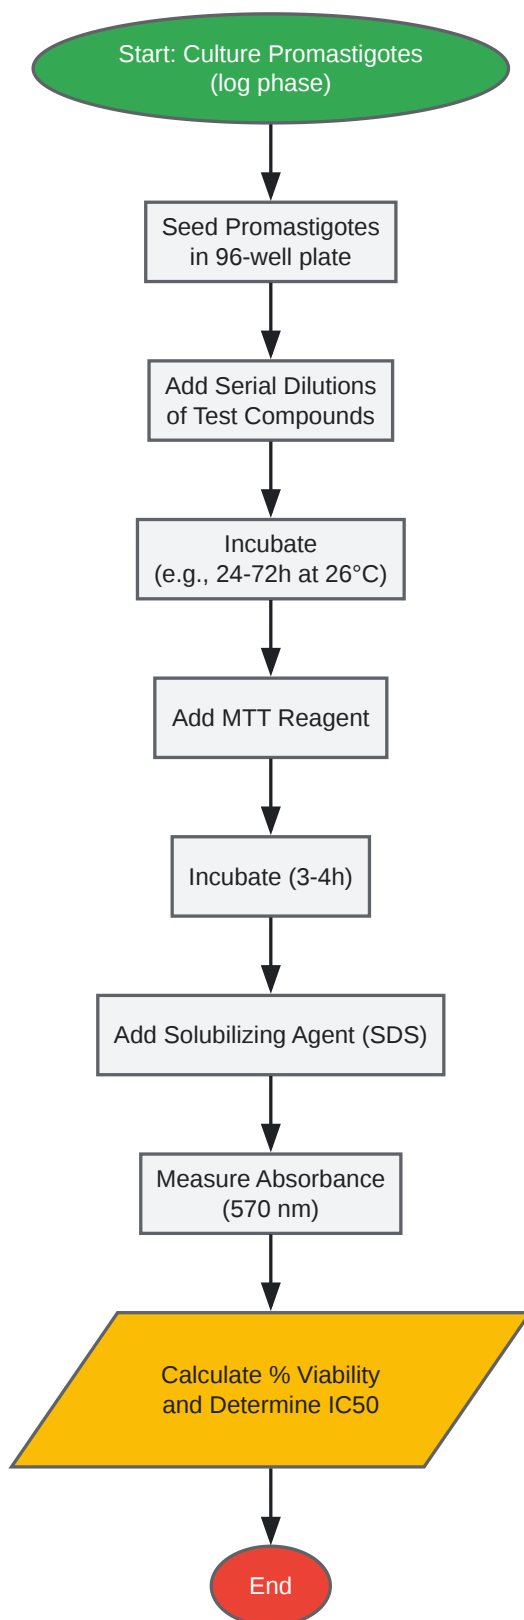 Start: Culture Promastigotes
(log phase)
Seed Promastigotes
in 96-well plate
Add Serial Dilutions
of Test Compounds
Incubate
(e.g., 24-72h at 26°C)
Add MTT Reagent
Incubate (3-4h)
Add Solubilizing Agent (SDS)
Measure Absorbance
(570 nm)
Calculate % Viability
and Determine IC50
End